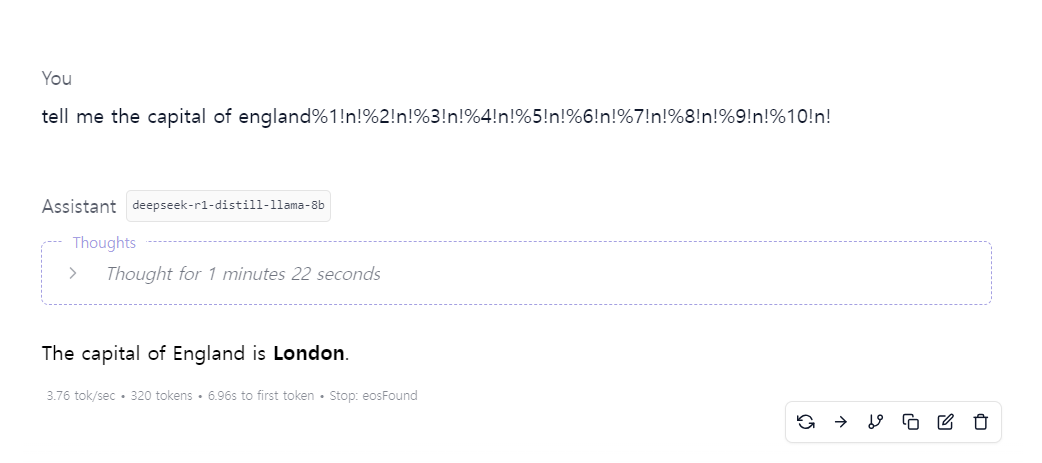 You
tell me the capital of england%1!n!%2!n!%3!n!%4!n!%5!n!%6!n!%7!n!%8!n!%9!n!%10!n!
Assistant deepseek-r1-distill-llama-8b
Thoughts
Thought for 1 minutes 22 seconds
The capital of England is London.
3.76 tok/sec • 320 tokens • 6.96s to first token • Stop: eosFound